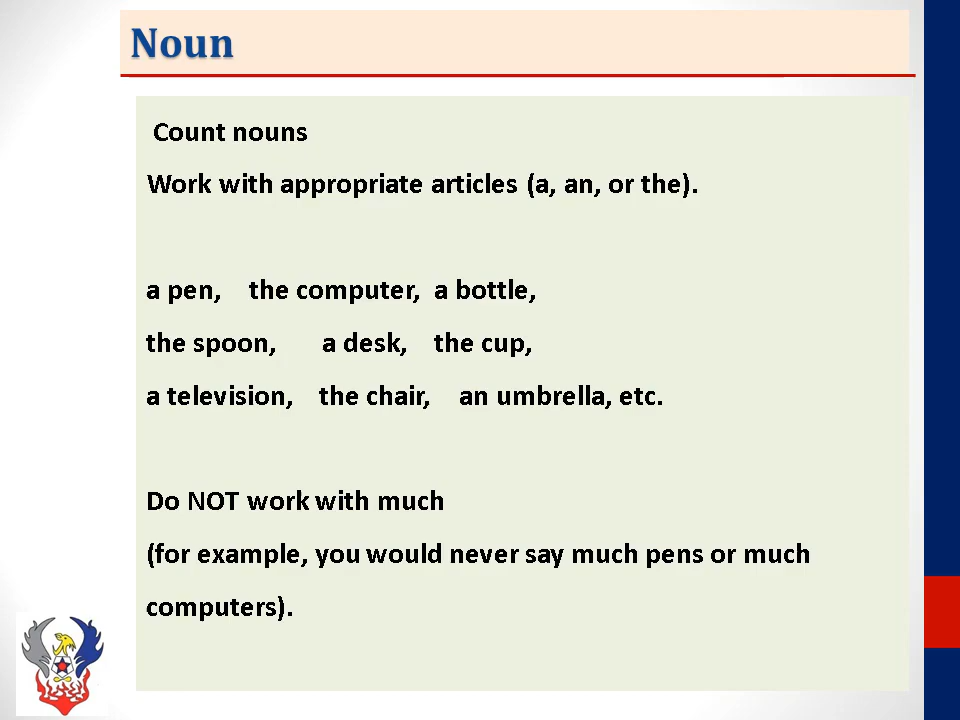 Noun
Count nouns
Work with appropriate articles (a, an, or the).
a pen, the computer, a bottle,
the spoon, a desk, the cup,
a television, the chair, an umbrella, etc.
Do NOT work with much
(for example, you would never say much pens or much
computers).